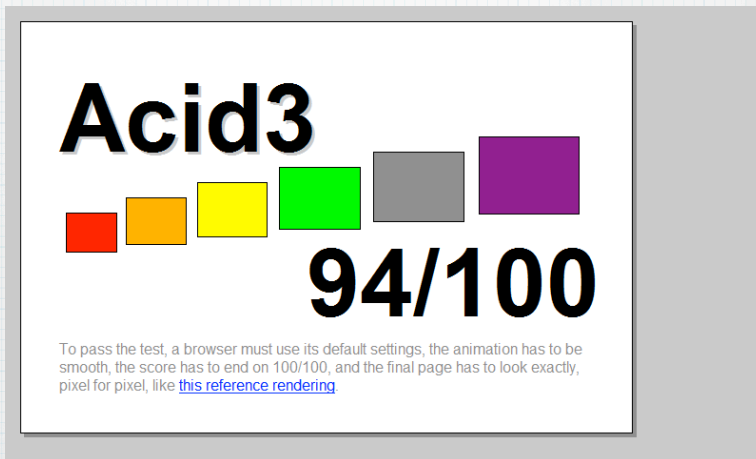 Acid3
94/100
To pass the test, a browser must use its default settings, the animation has to be
smooth, the score has to end on 100/100, and the final page has to look exactly,
pixel for pixel, like this reference rendering.